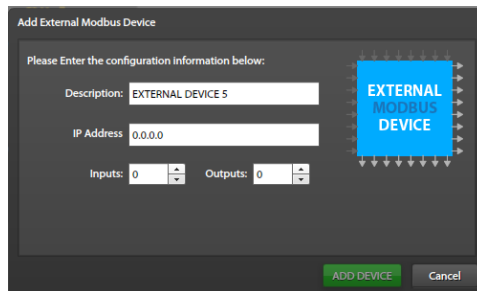 Add External Modbus Device
Please Enter the configuration information below:
Description: EXTERNAL DEVICE 5
IP Address 0.0.0.0
Inputs: 0 Outputs: 0
EXTERNAL
MODBUS
DEVICE
ADD DEVICE Cancel